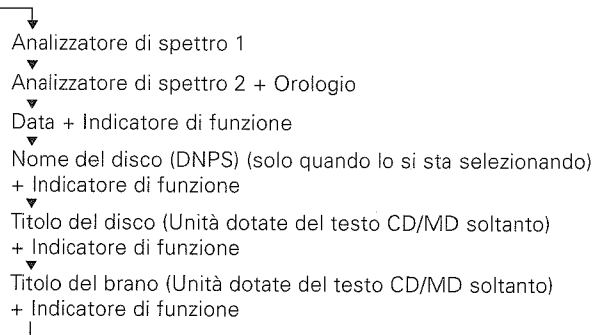 Analizzatore di spettro 1
Analizzatore di spettro 2 + Orologio
Data + Indicatore di funzione
Nome del disco (DNPS) (solo quando lo si sta selezionando)
+ Indicatore di funzione
Titolo del disco (Unità dotate del testo CD/MD soltanto)
+ Indicatore di funzione
Titolo del brano (Unità dotate del testo CD/MD soltanto)
+ Indicatore di funzione